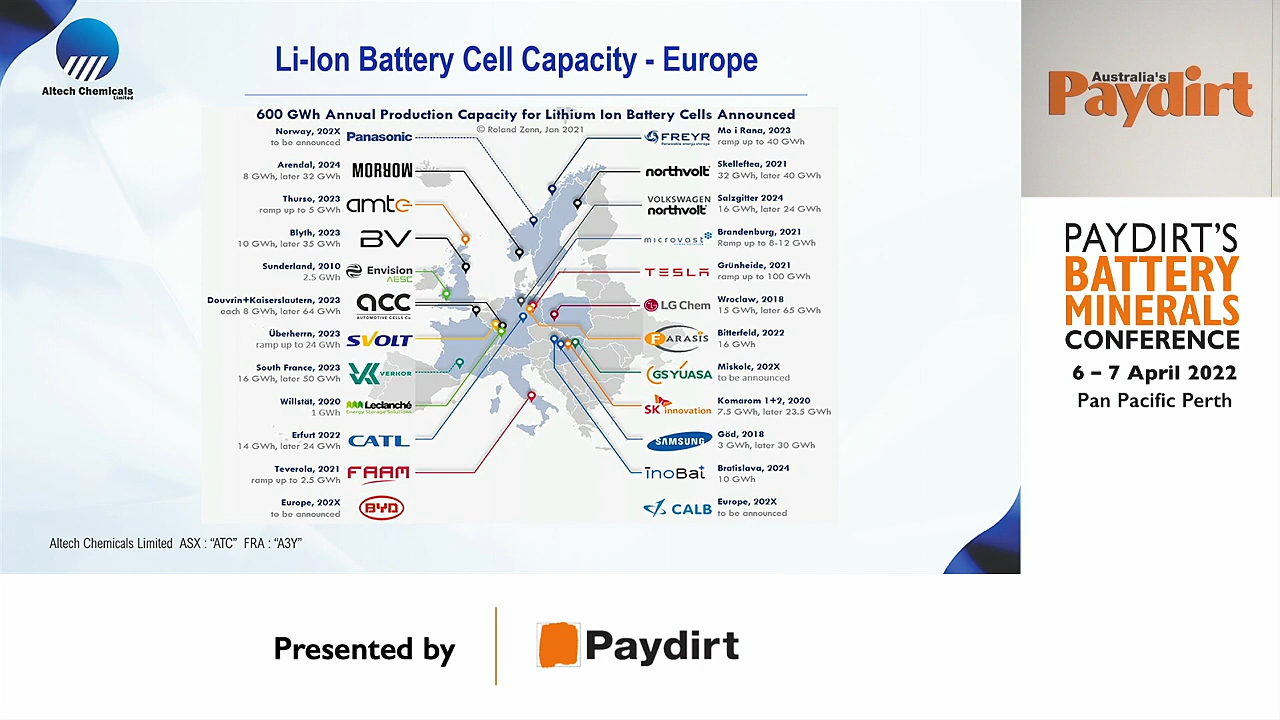 Altech Chemicals
Limited
Li-Ion Battery Cell Capacity - Europe
600 GWh Annual Production Capacity for Lithium Ion Battery Cells Announced
© Roland Zenn, Jan 2021
Norway, 202X
to be announced
Panasonic
Arendal, 2024
8 GWh, later 32 GWh
MORROW
Thurso, 2023
ramp up to 5 GWh
amte
Blyth, 2023
10 GWh, later 35 GWh
BV
Sunderland, 2010
2.5 GWh
Envision
AESC
Douvrin+Kaiserslautern, 2023
each 8 GWh, later 64 GWh
acc
AUTOMOTIVE CELLS Co
Überherrn, 2023
ramp up to 24 GWh
SVOLT
South France, 2023
16 GWh, later 50 GWh
VERKOR
Willstät, 2020
1 GWh
Leclanché
Energy Storage Solutions
Erfurt 2022
14 GWh, later 24 GWh
CATL
Teverola, 2021
ramp up to 2.5 GWh
FAAM
Europe, 202X
to be announced
BYD
FREYR
Renewable energy storage
Mo i Rana, 2023
ramp up to 40 GWh
northvolt
Skelleftea, 2021
32 GWh, later 40 GWh
VOLKSWAGEN
northvolt
Salzgitter 2024
16 GWh, later 24 GWh
microvast
Brandenburg, 2021
Ramp up to 8-12 GWh
TESLA
Grünheide, 2021
ramp up to 100 GWh
LG Chem
Wroclaw, 2018
15 GWh, later 65 GWh
FARASIS
Bitterfeld, 2022
16 GWh
GS YUASA
Miskolc, 202X
to be announced
SK innovation
Komarom 1+2, 2020
7.5 GWh, later 23.5 GWh
SAMSUNG
Göd, 2018
3 GWh, later 30 GWh
inoBat
Bratislava, 2024
10 GWh
CALB
Europe, 202X
to be announced
Altech Chemicals Limited ASX : “ATC” FRA : “A3Y”
Australia's
Paydirt
PAYDIRT'S
BATTERY
MINERALS
CONFERENCE
6 – 7 April 2022
Pan Pacific Perth
Presented by
Paydirt